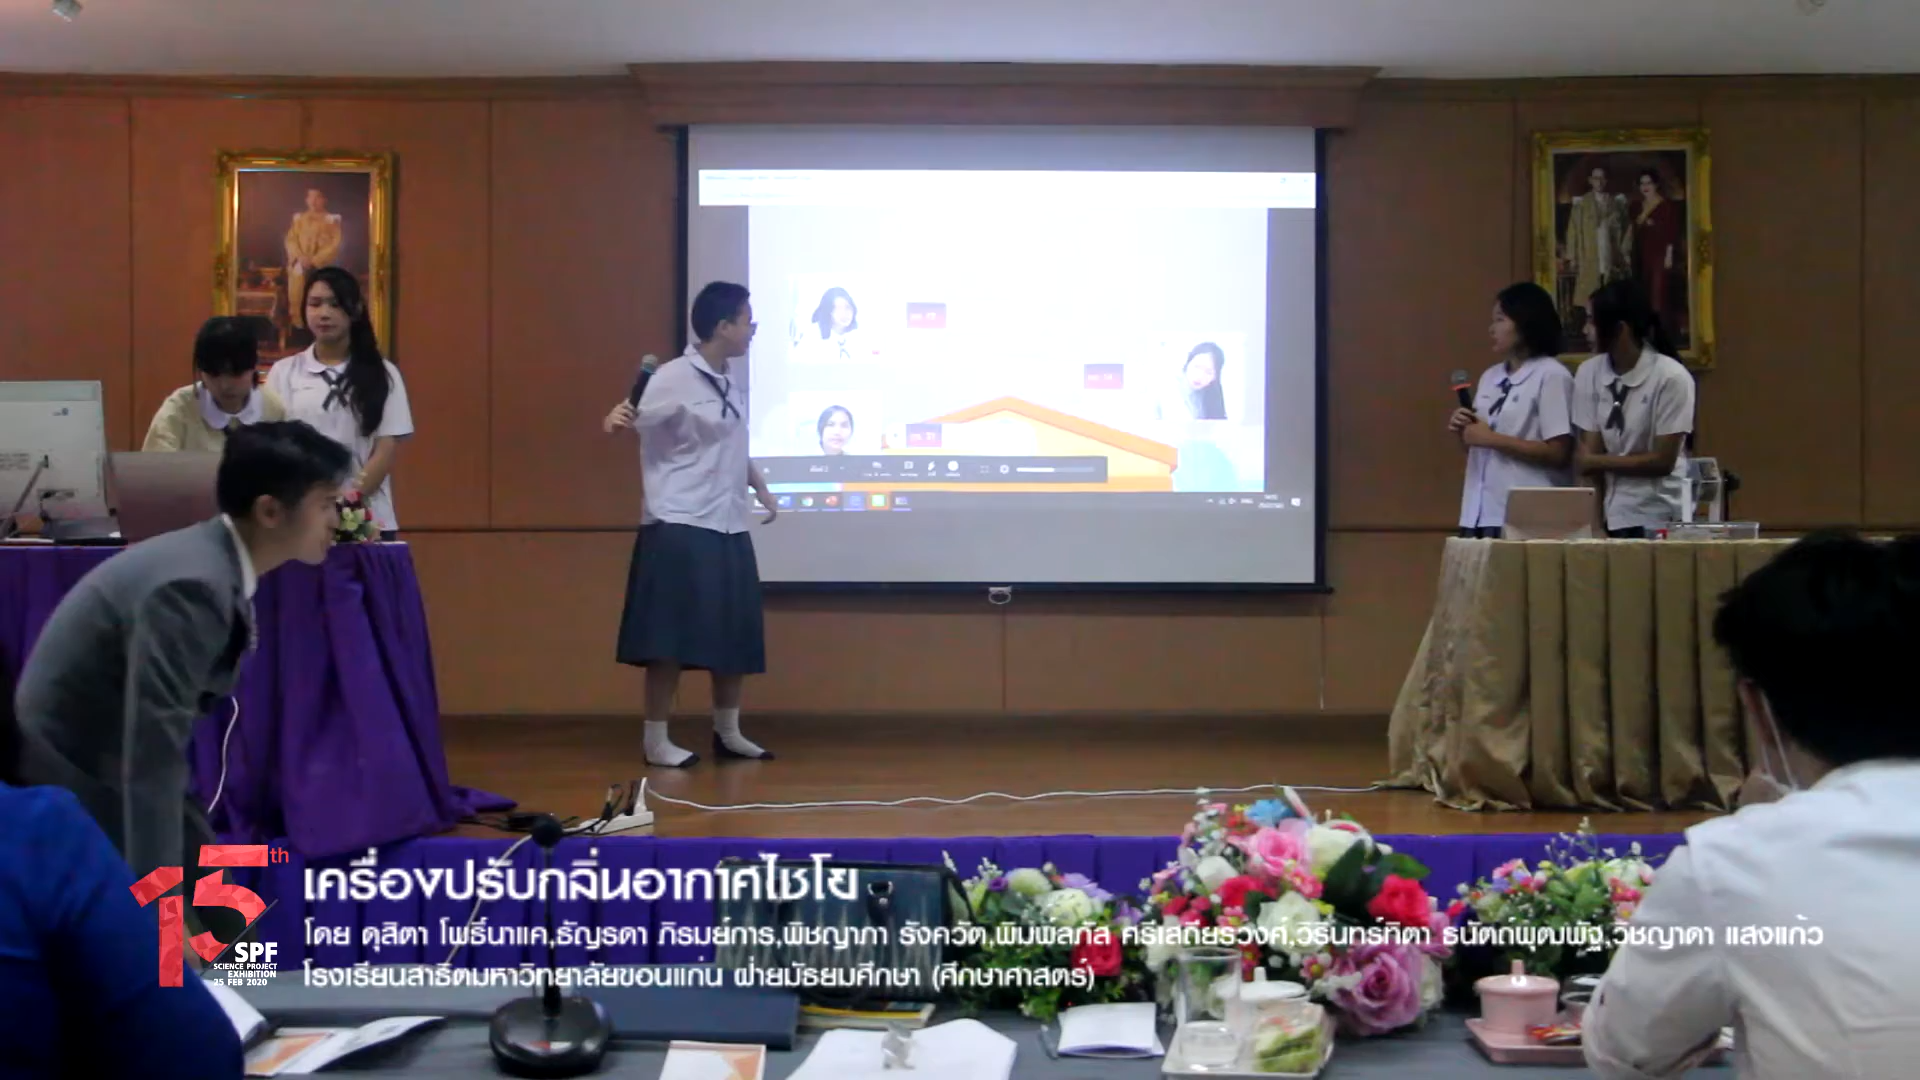 15th
SPF
SCIENCE PROJECT
EXHIBITION
25 FEB 2020
เครื่องปรับกลิ่นอากาศไชโย
โดย ดุสิตา โพธิ์นาแค,ธัญรดา ภิรมย์การ,พิชญาภา รังควัต,พิมพ์ลภัส ศรีเสถียรวงศ์,วิรินทร์ทิตา ธนัตถ์พุฒพัฐ,วิชญาดา แสงแก้ว
โรงเรียนสาธิตมหาวิทยาลัยขอนแก่น ฝ่ายมัธยมศึกษา (ศึกษาศาสตร์)